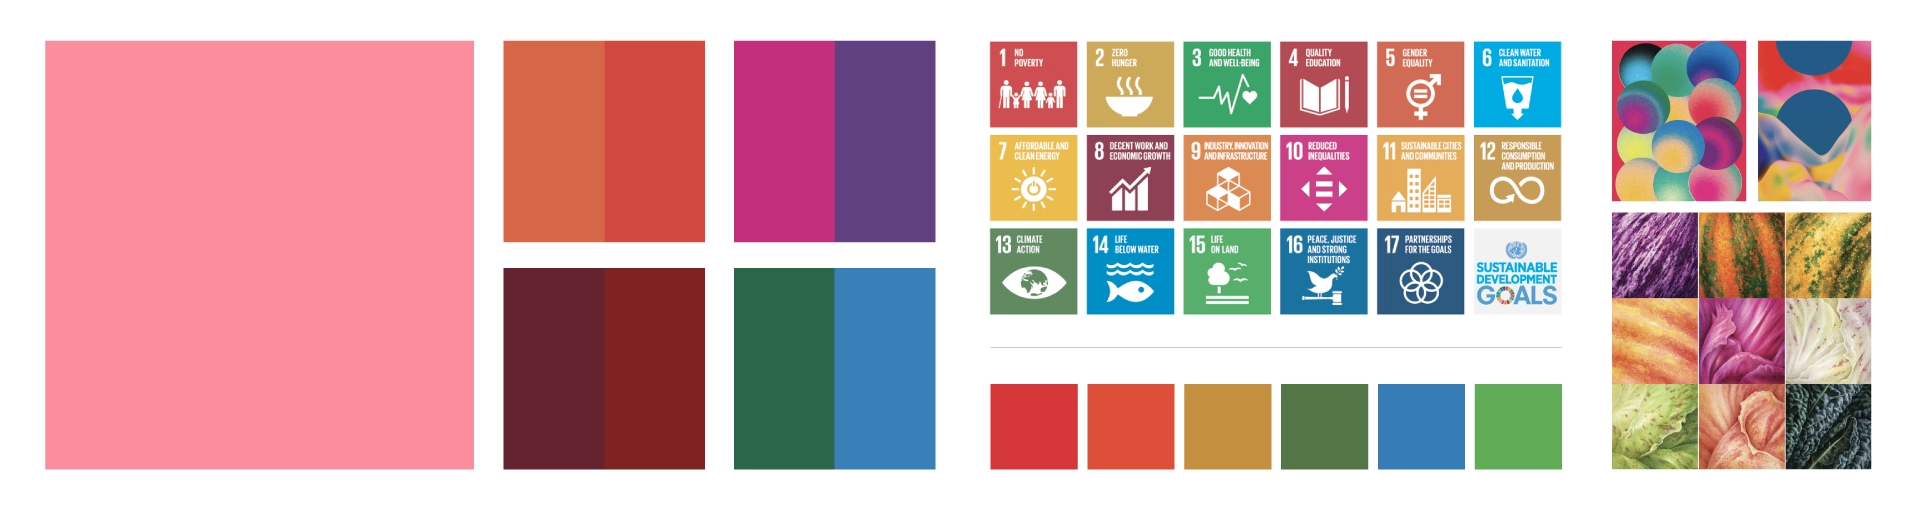 1 NO
POVERTY
2 ZERO
HUNGER
3 GOOD HEALTH
AND WELL-BEING
4 QUALITY
EDUCATION
5 GENDER
EQUALITY
6 CLEAN WATER
AND SANITATION
7 AFFORDABLE AND
CLEAN ENERGY
8 DECENT WORK AND
ECONOMIC GROWTH
9 INDUSTRY, INNOVATION
AND INFRASTRUCTURE
10 REDUCED
INEQUALITIES
11 SUSTAINABLE CITIES
AND COMMUNITIES
12 RESPONSIBLE
CONSUMPTION
AND PRODUCTION
13 CLIMATE
ACTION
14 LIFE
BELOW WATER
15 LIFE
ON LAND
16 PEACE, JUSTICE
AND STRONG
INSTITUTIONS
17 PARTNERSHIPS
FOR THE GOALS
SUSTAINABLE
DEVELOPMENT
GOALS